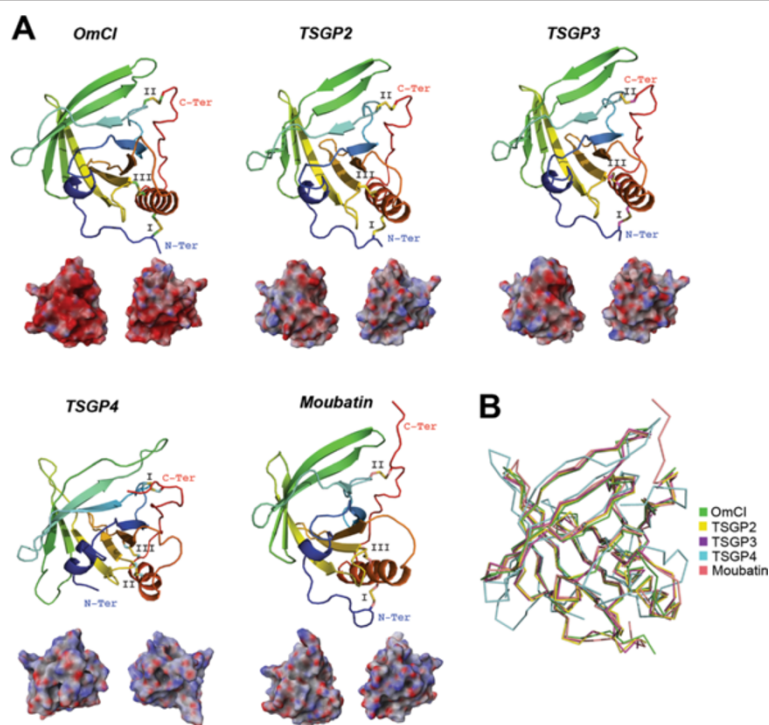 A
OmCI
TSGP2
TSGP3
II
C-Ter
III
I
N-Ter
II
C-Ter
III
I
N-Ter
C-Ter
II
III
I
N-Ter
TSGP4
Moubatin
B
I
C-Ter
III
II
N-Ter
C-Ter
II
III
I
N-Ter
OmCI
TSGP2
TSGP3
TSGP4
Moubatin